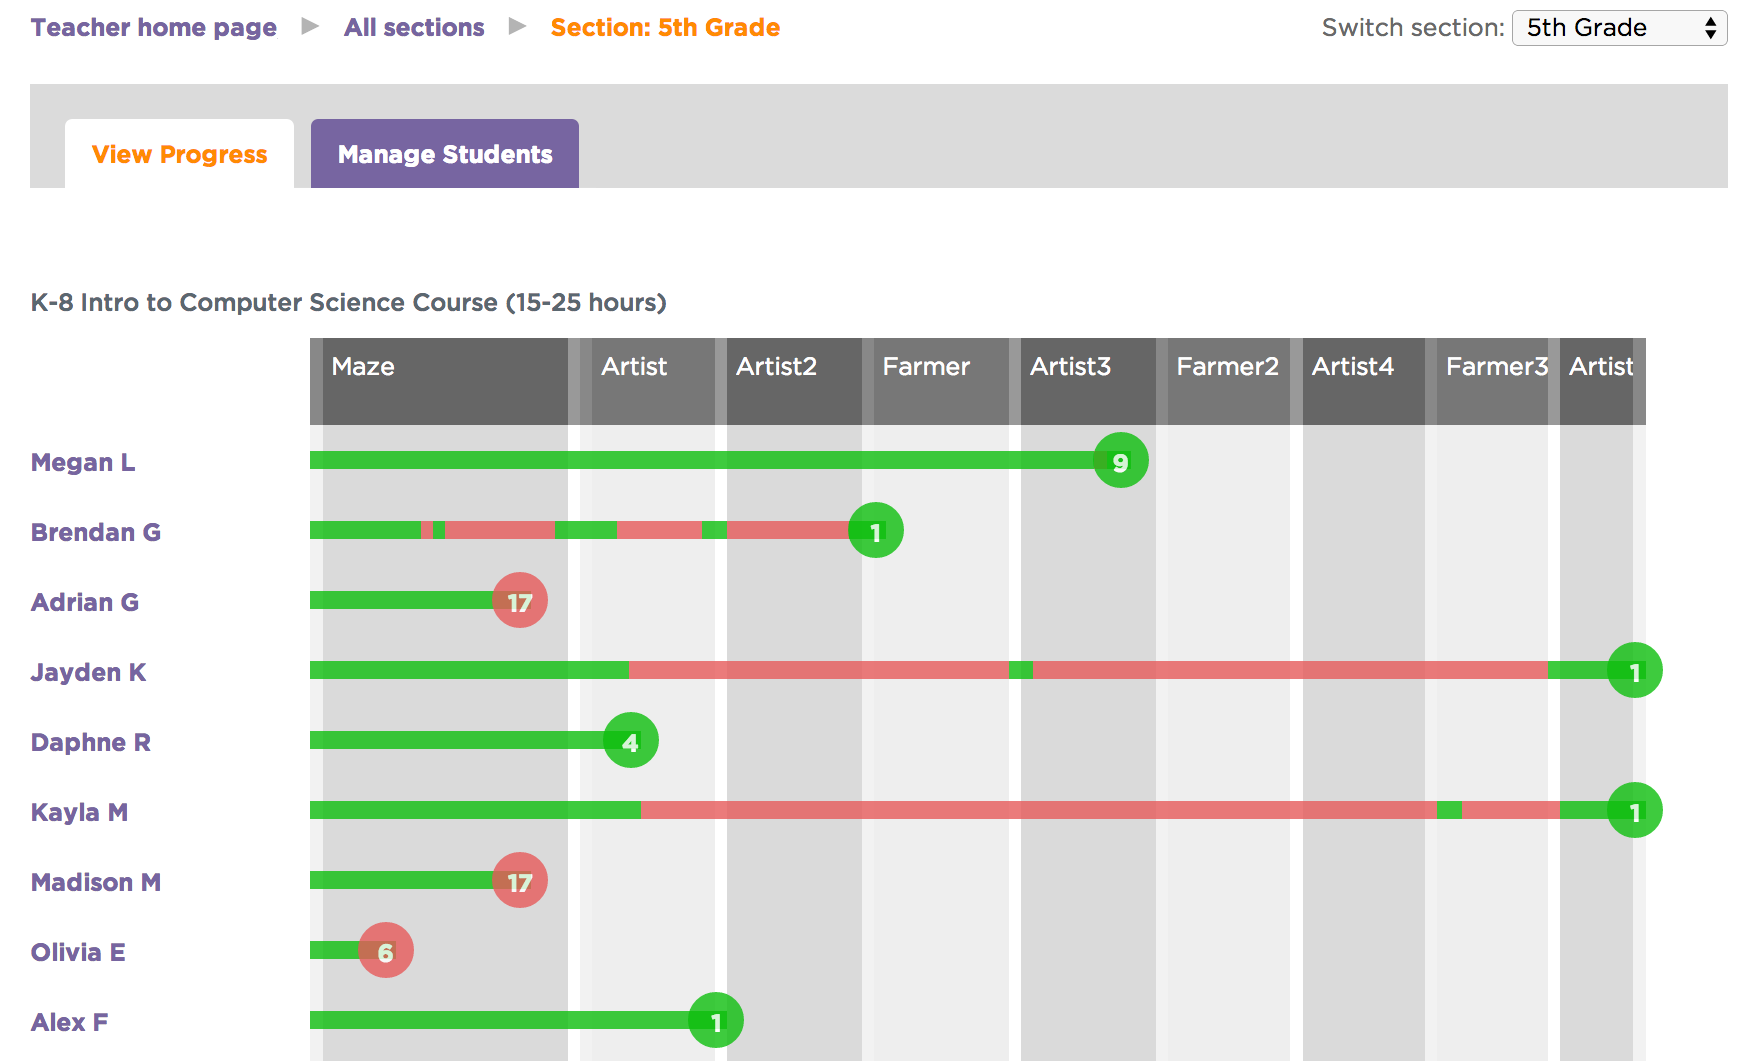 Teacher home page ▶ All sections ▶ Section: 5th Grade Switch section: 5th Grade
View Progress Manage Students
K-8 Intro to Computer Science Course (15-25 hours)
Maze Artist Artist2 Farmer Artist3 Farmer2 Artist4 Farmer3 Artist
Megan L 9
Brendan G 1
Adrian G 17
Jayden K 1
Daphne R 4
Kayla M 1
Madison M 17
Olivia E 6
Alex F 1